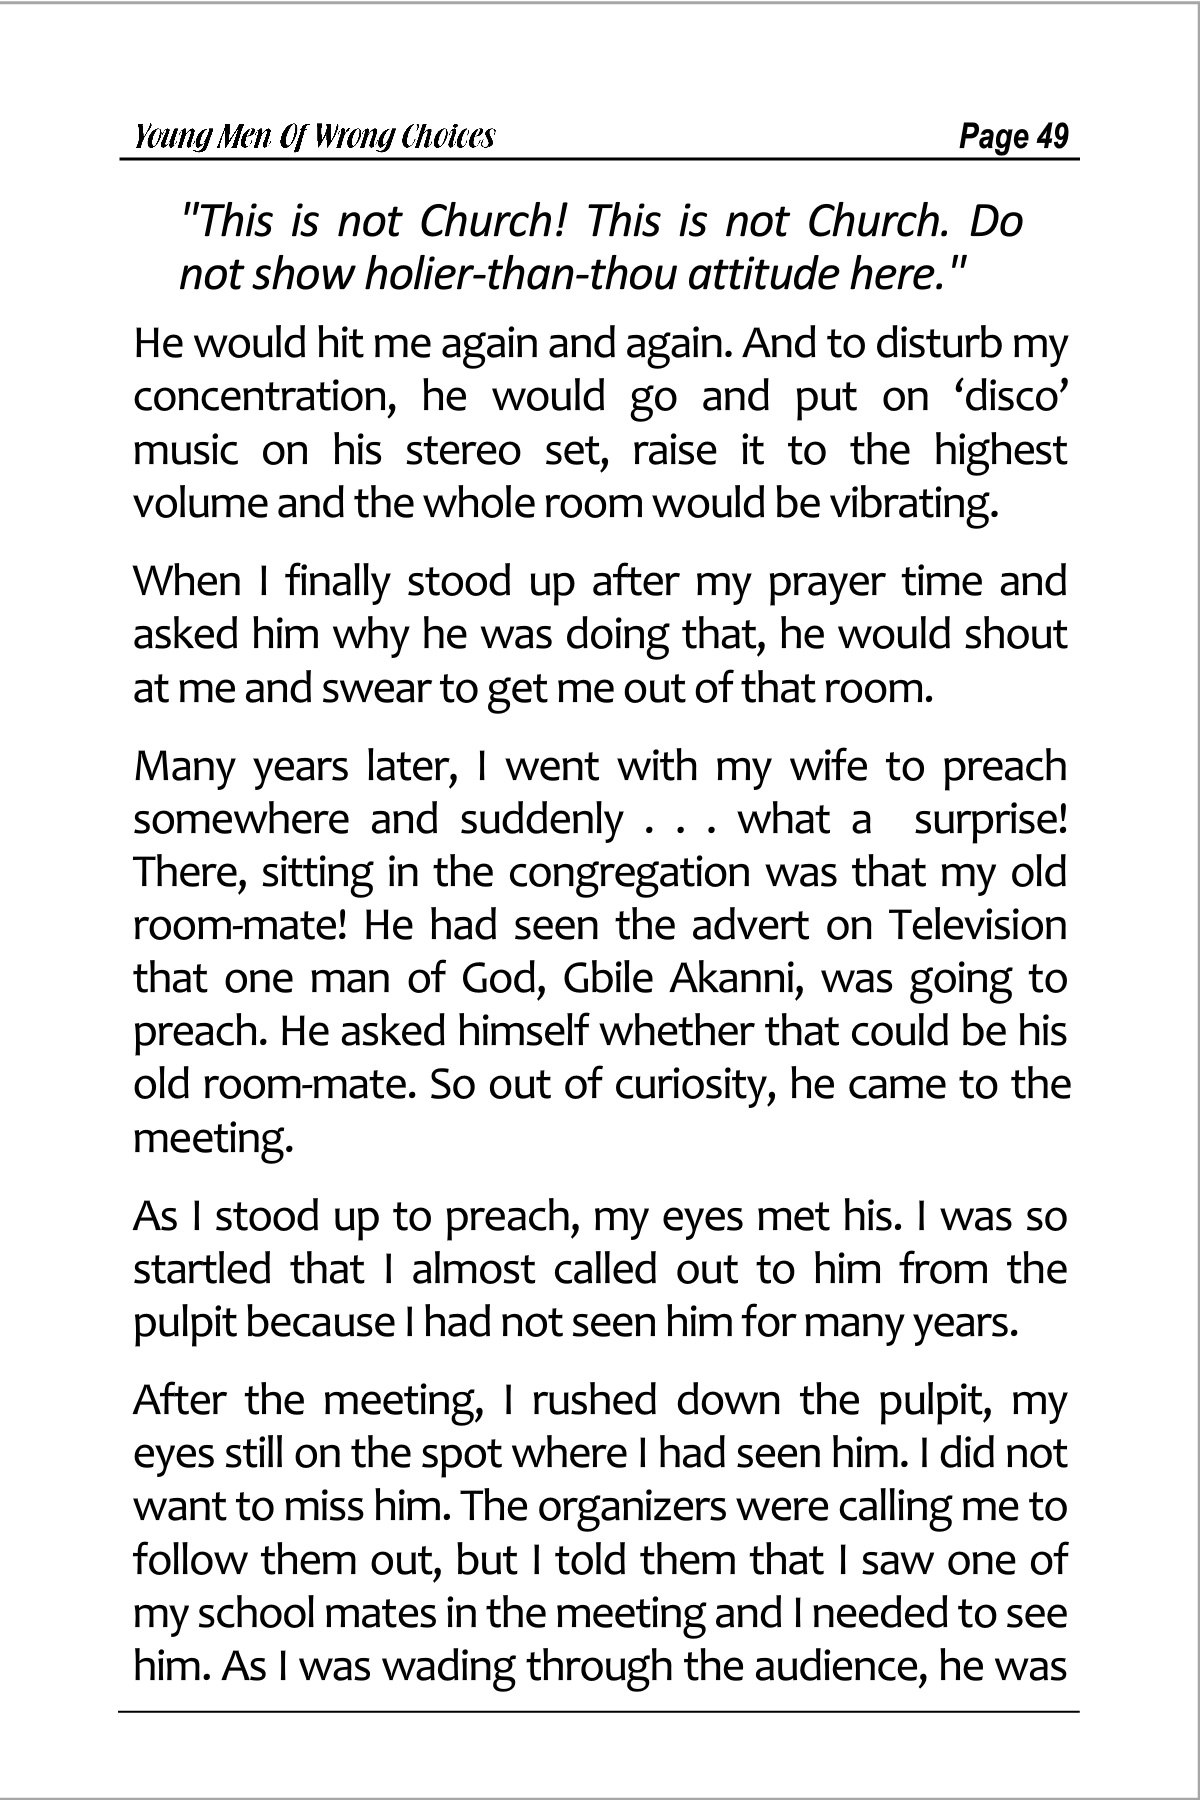 Young Men Of Wrong Choices Page 49
"This is not Church! This is not Church. Do
not show holier-than-thou attitude here."
He would hit me again and again. And to disturb my
concentration, he would go and put on ‘disco’
music on his stereo set, raise it to the highest
volume and the whole room would be vibrating.
When I finally stood up after my prayer time and
asked him why he was doing that, he would shout
at me and swear to get me out of that room.
Many years later, I went with my wife to preach
somewhere and suddenly . . . what a surprise!
There, sitting in the congregation was that my old
room-mate! He had seen the advert on Television
that one man of God, Gbile Akanni, was going to
preach. He asked himself whether that could be his
old room-mate. So out of curiosity, he came to the
meeting.
As I stood up to preach, my eyes met his. I was so
startled that I almost called out to him from the
pulpit because I had not seen him for many years.
After the meeting, I rushed down the pulpit, my
eyes still on the spot where I had seen him. I did not
want to miss him. The organizers were calling me to
follow them out, but I told them that I saw one of
my school mates in the meeting and I needed to see
him. As I was wading through the audience, he was